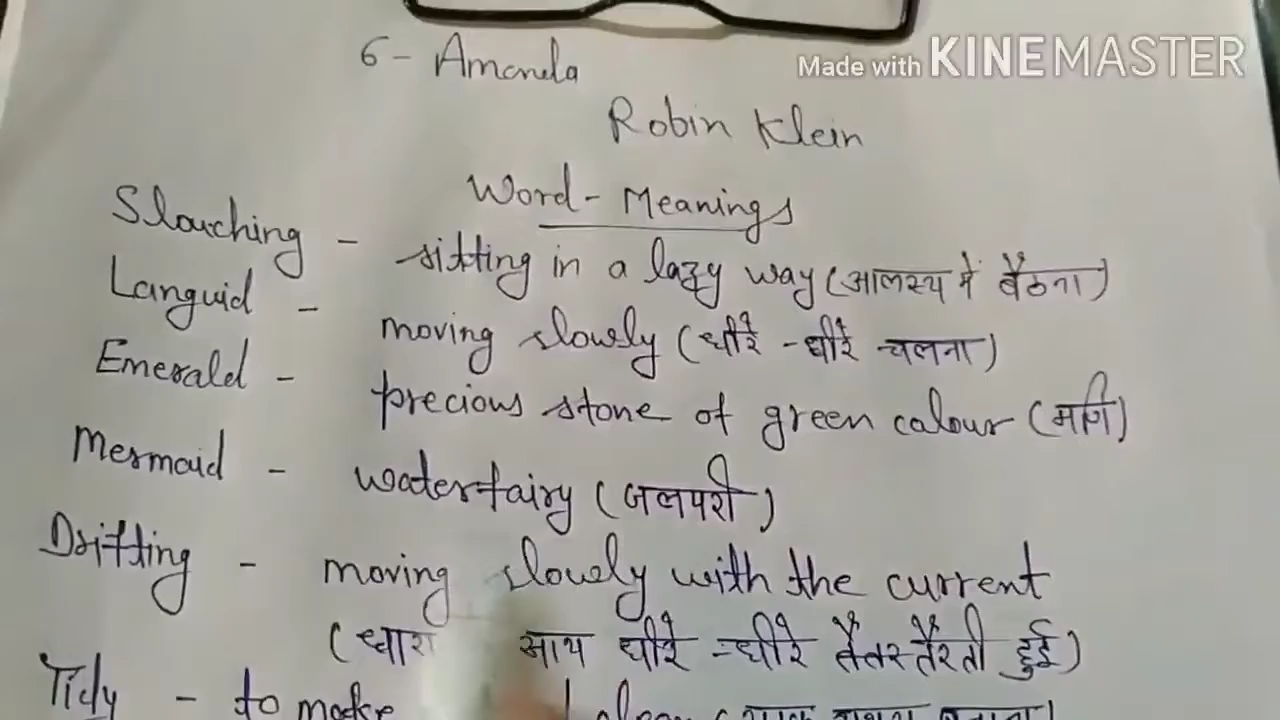 Made with KINEMASTER
6 - Amanda
Robin Klein
Word - Meanings
Slouching - sitting in a lazy way (आलस्य में बैठना)
Languid - moving slowly (धीरे - धीरे चलना)
Emerald - precious stone of green calour (मणि)
Mermaid - waterfairy (जलपरी)
Drifting - moving slowly with the current
(धारा साथ धीरे - धीरे तैरती हुई)
Tidy - to make clean (साफ